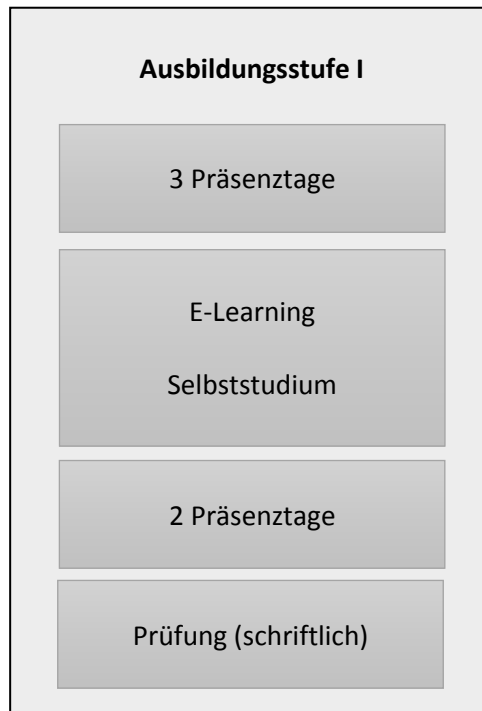 Ausbildungsstufe I
3 Präsenztage
E-Learning
Selbststudium
2 Präsenztage
Prüfung (schriftlich)